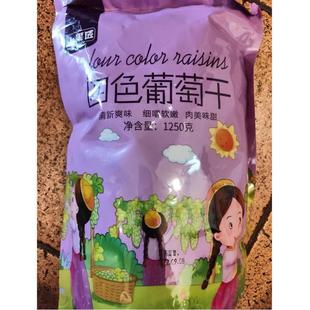 four color raisins
四色葡萄干
清新爽味 细嚼软嫩 肉美味甜
净含量：1250克